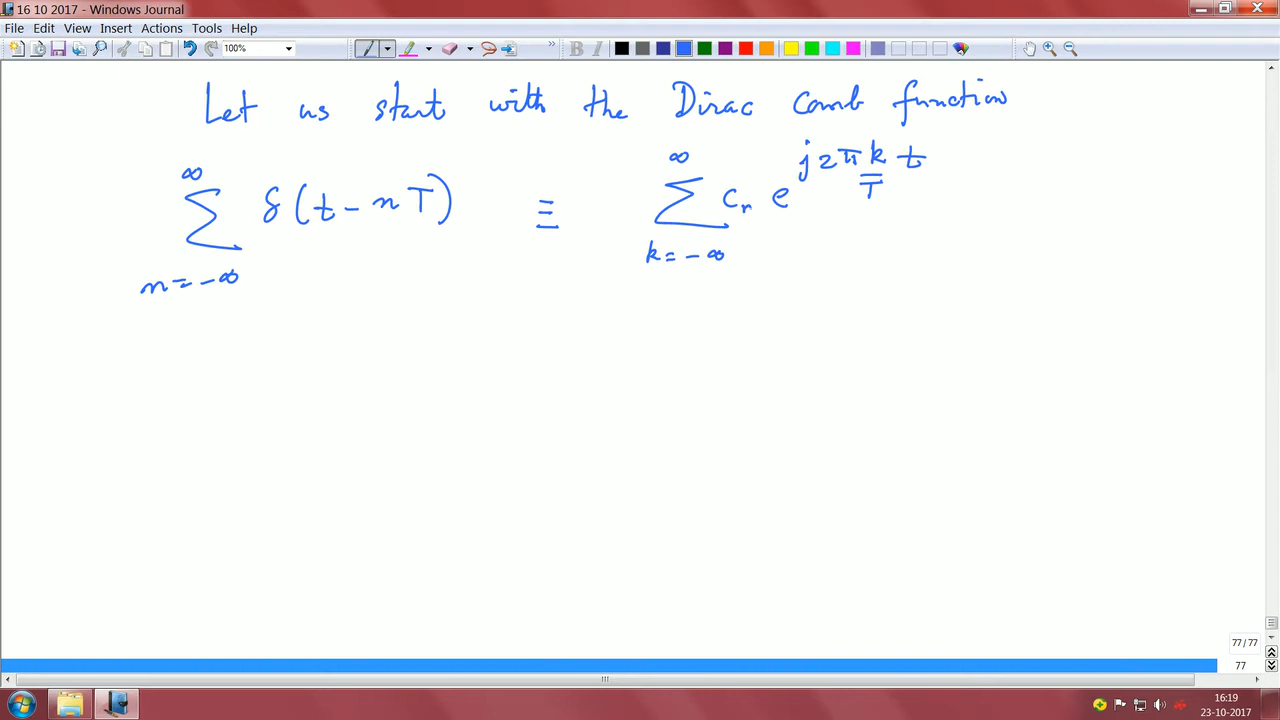 16 10 2017 - Windows Journal
File Edit View Insert Actions Tools Help
100%
Let us start with the Dirac comb function
∑_{n=-∞}^{∞} δ(t - nT) ≡ ∑_{k=-∞}^{∞} c_n e^{j2π k/T t}
77/77
77
16:19
23-10-2017